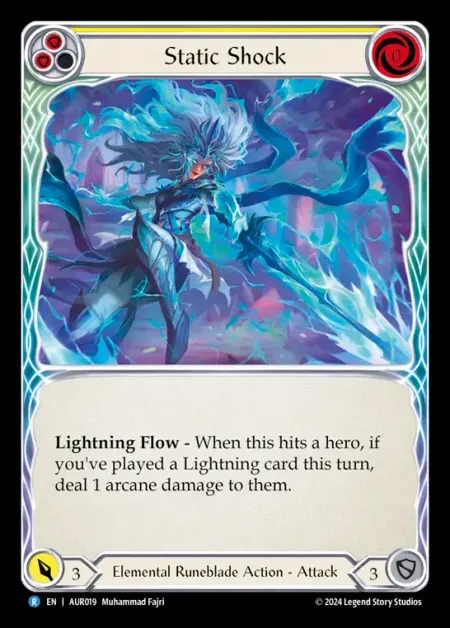 Static Shock
0
Lightning Flow - When this hits a hero, if
you've played a Lightning card this turn,
deal 1 arcane damage to them.
3 Elemental Runeblade Action - Attack 3
R EN | AUR019 Muhammad Fajri © 2024 Legend Story Studios